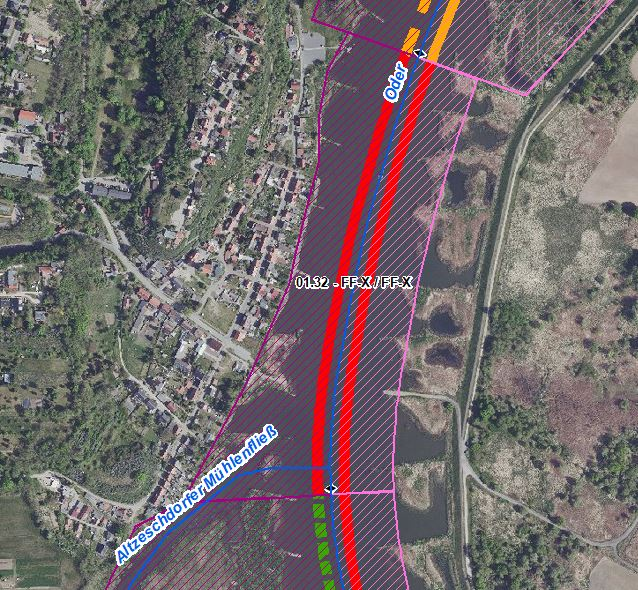 Oder
01.32 - FF-X / FF-X
Altzeschdorfer Mühlenfließ